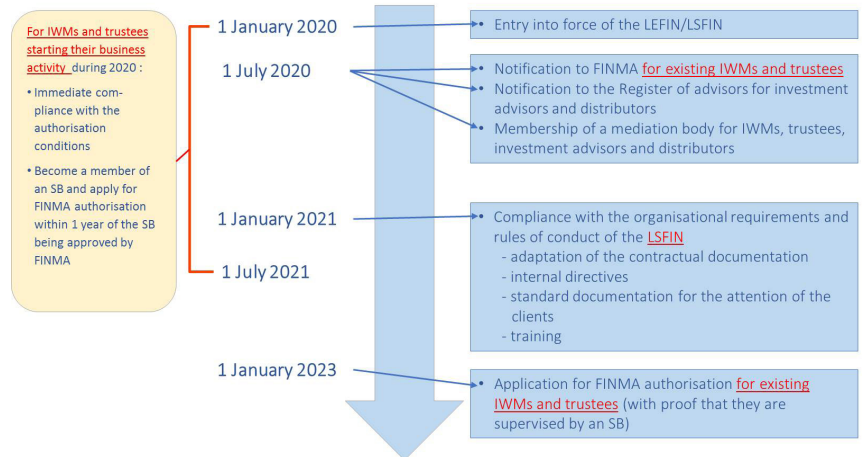 For IWMs and trustees
starting their business
activity during 2020 :
• Immediate com-
pliance with the
authorisation
conditions
• Become a member of
an SB and apply for
FINMA authorisation
within 1 year of the SB
being approved by
FINMA
1 January 2020
• Entry into force of the LEFIN/LSFIN
1 July 2020
• Notification to FINMA for existing IWMs and trustees
• Notification to the Register of advisors for investment
advisors and distributors
• Membership of a mediation body for IWMs, trustees,
investment advisors and distributors
1 January 2021
• Compliance with the organisational requirements and
rules of conduct of the LSFIN
- adaptation of the contractual documentation
- internal directives
- standard documentation for the attention of the
clients
- training
1 July 2021
1 January 2023
• Application for FINMA authorisation for existing
IWMs and trustees (with proof that they are
supervised by an SB)